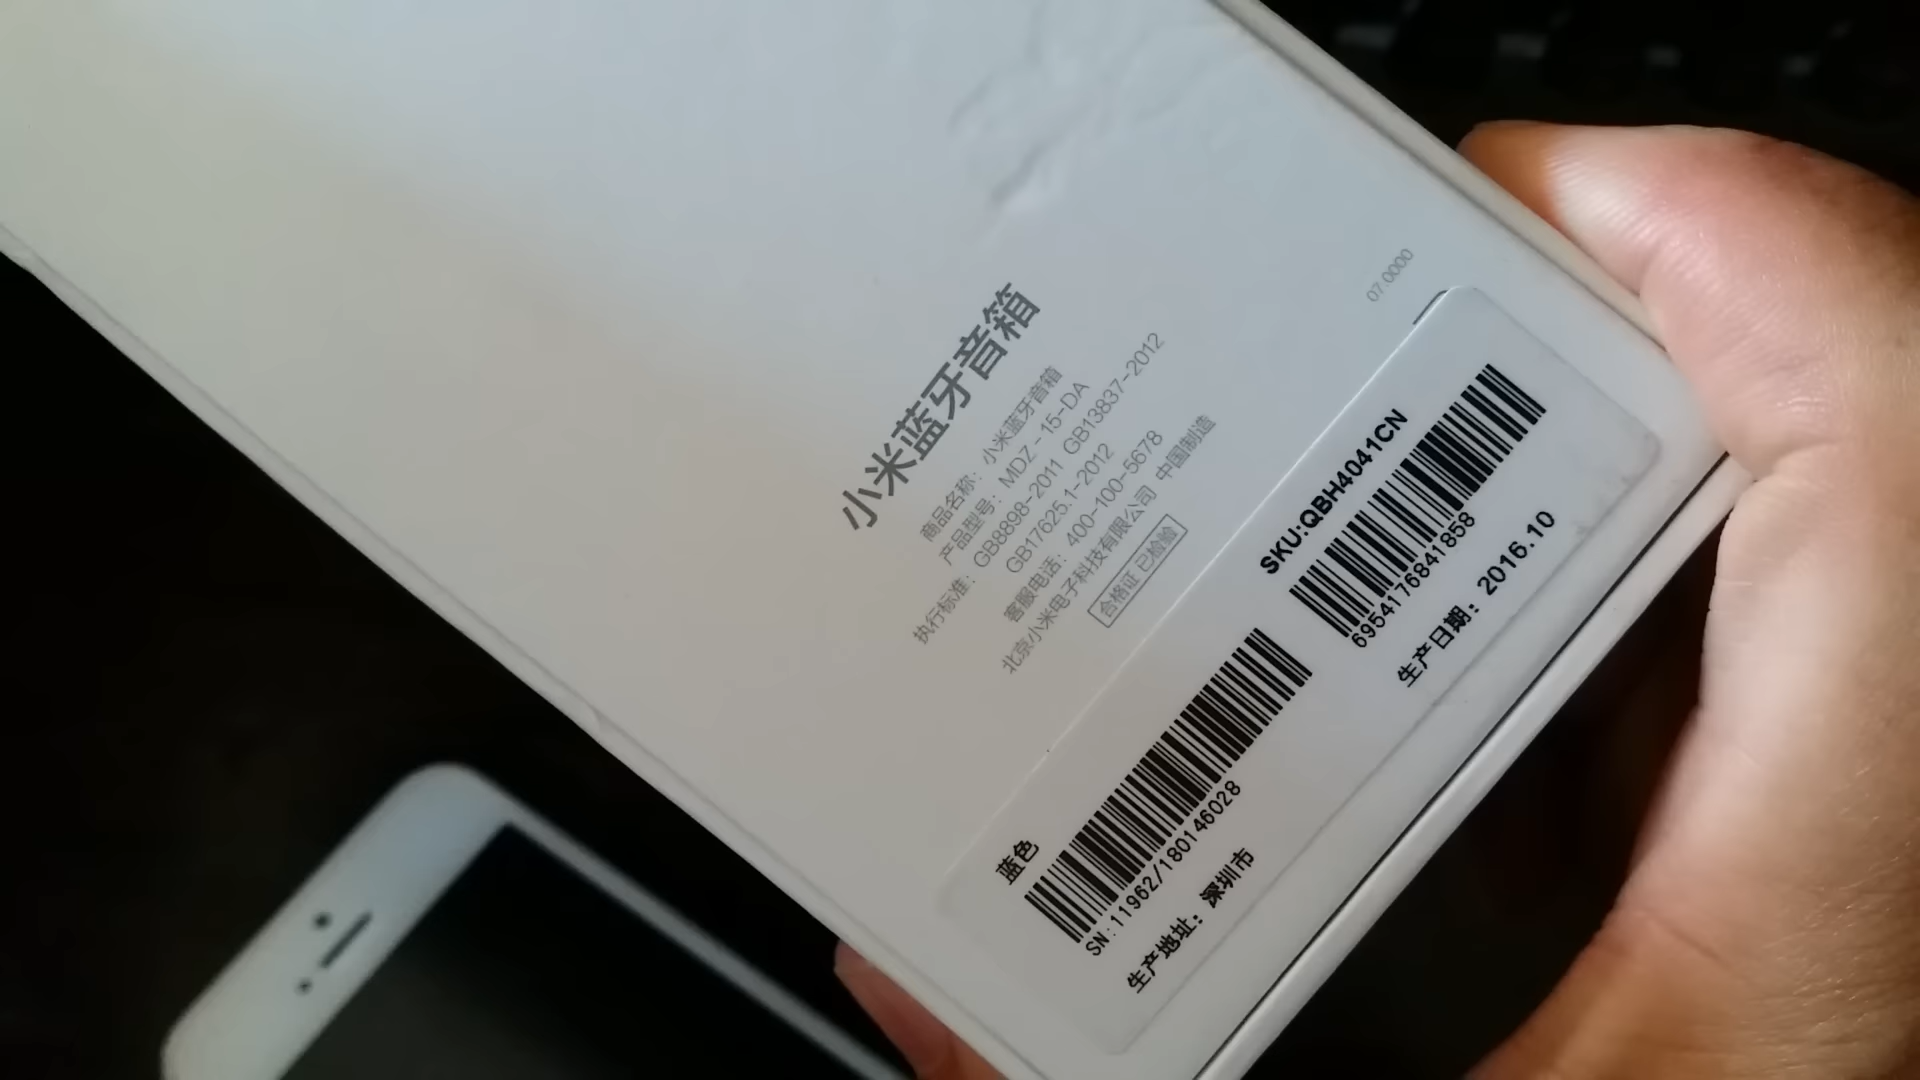 小米蓝牙音箱
商品名称：小米蓝牙音箱
产品型号：MDZ-15-DA
执行标准：GB8898-2011 GB13837-2012
GB17625.1-2012
客服电话：400-100-5678
北京小米电子科技有限公司 中国制造
合格证 已检验
07.0000
蓝色
SKU:QBH4041CN
SN:11962/180146028
6954176841858
生产地址：深圳市
生产日期：2016.10